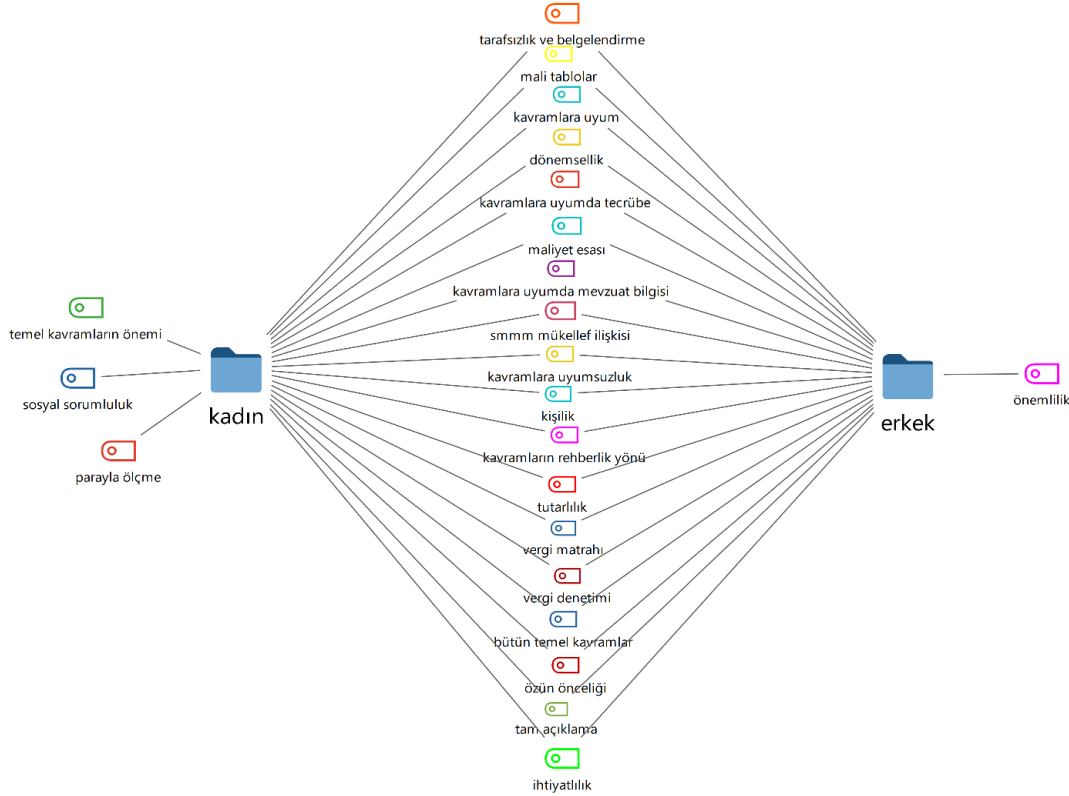 tarafsızlık ve belgelendirme
mali tablolar
kavramlara uyum
dönemsellik
kavramlara uyumda tecrübe
maliyet esası
kavramlara uyumda mevzuat bilgisi
temel kavramların önemi
smmm mükellef ilişkisi
kavramlara uyumsuzluk
sosyal sorumluluk
kadın
kişilik
erkek
önemlilik
kavramların rehberlik yönü
parayla ölçme
tutarlılık
vergi matrahı
vergi denetimi
bütün temel kavramlar
özün önceliği
tam açıklama
ihtiyatlılık